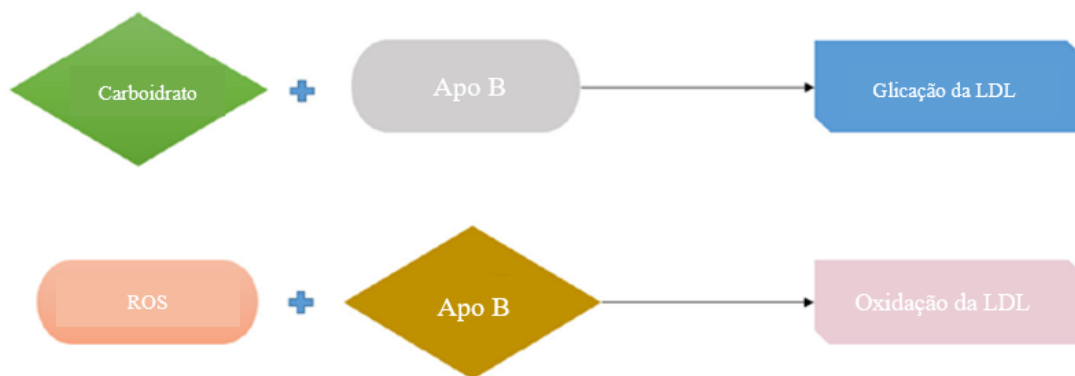 Carboidrato
Apo B
Glicação da LDL
ROS
Apo B
Oxidação da LDL